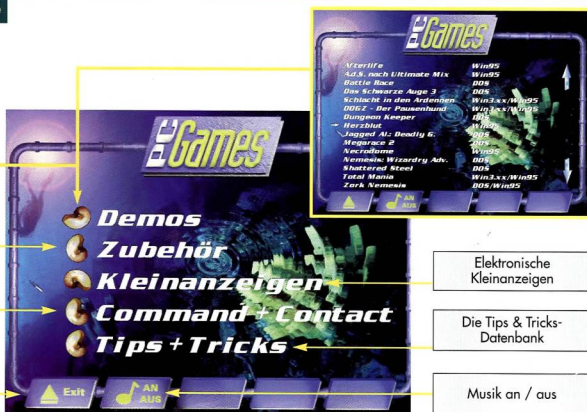 PC Games
Afterlife Win95
A.d.S. nach Ultimate Mix Win95
Battle Race DOS
Das Schwarze Auge 3 DOS
Schlacht in den Ardennen Win3.xx/Win95
OOGZ - Der Pausenhund Win3.xx/Win95
Dungeon Keeper DOS
Herzblut Win95
Jagged Al.: Deadly G. DOS
Megarace 2 DOS
Necrodome Win95
Nemesis: Wizardry Adv. DOS
Shattered Steel DOS
Total Mania Win3.xx/Win95
Zork Nemesis DOS/Win95
AN
AUS
PC Games
Demos
Zubehör
Kleinanzeigen
Command + Contact
Tips + Tricks
Exit
AN
AUS
Elektronische
Kleinanzeigen
Die Tips & Tricks-
Datenbank
Musik an / aus